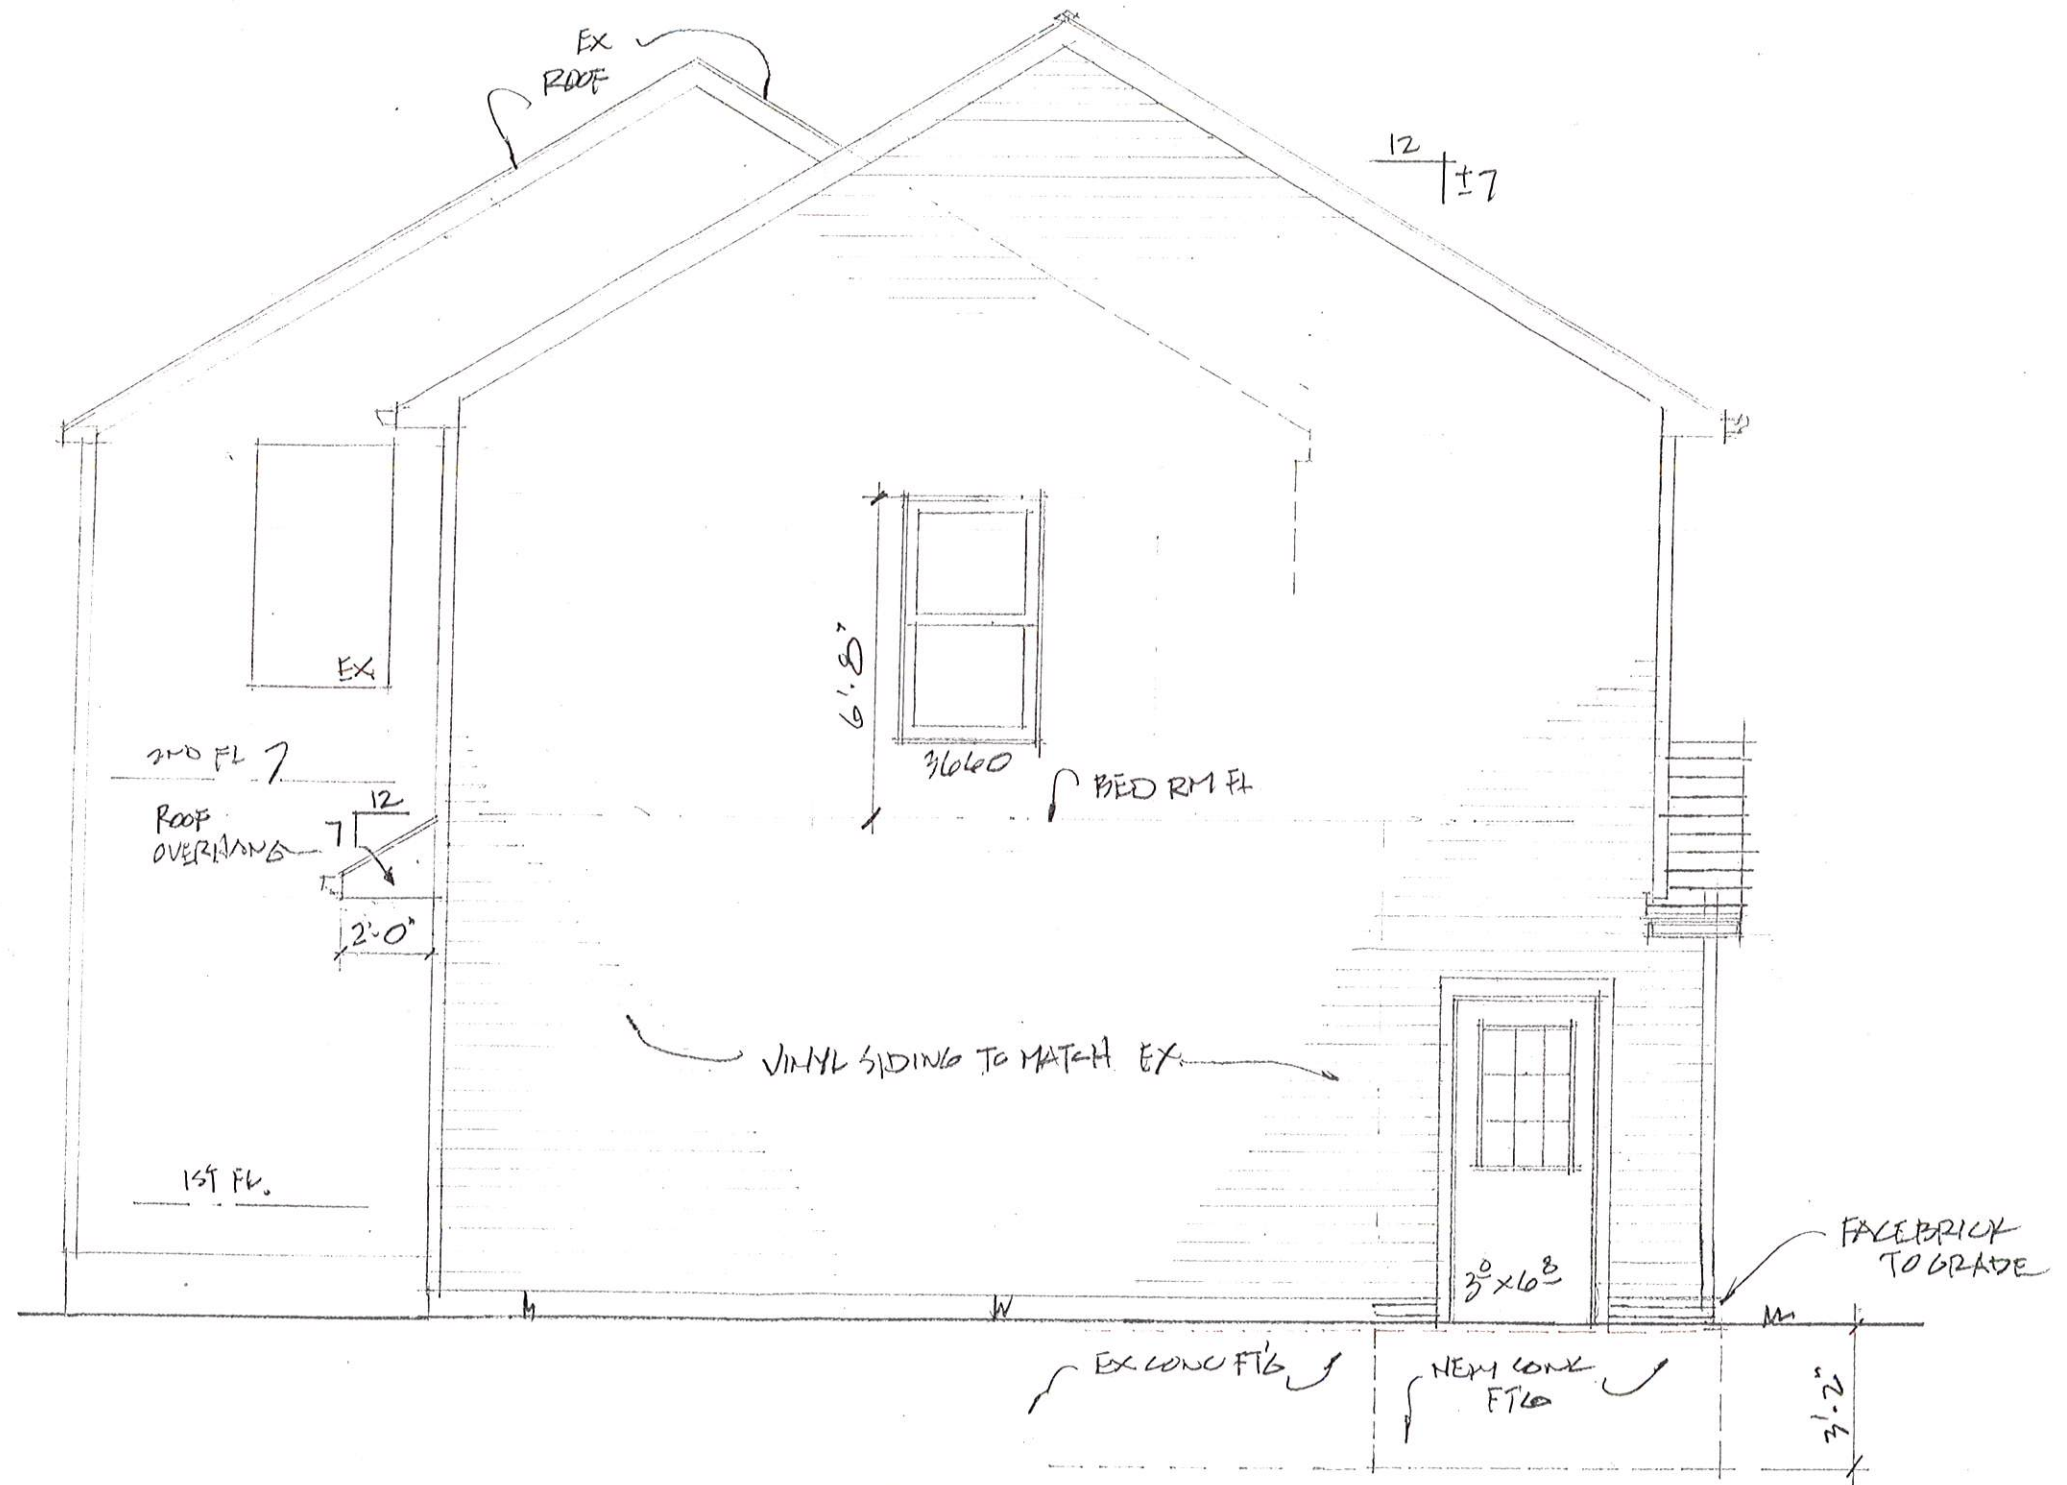 EX
ROOF
12
±7
6'-8"
EX.
3660
2ND FL
BED RM FL
12
7
ROOF
OVERHANG
2'-0"
VINYL SIDING TO MATCH EX.
1ST FL.
FACEBRICK
TO GRADE
3⁰ x 6⁸
EX CONC FT'G
NEW CONC
FTG
3'-2"